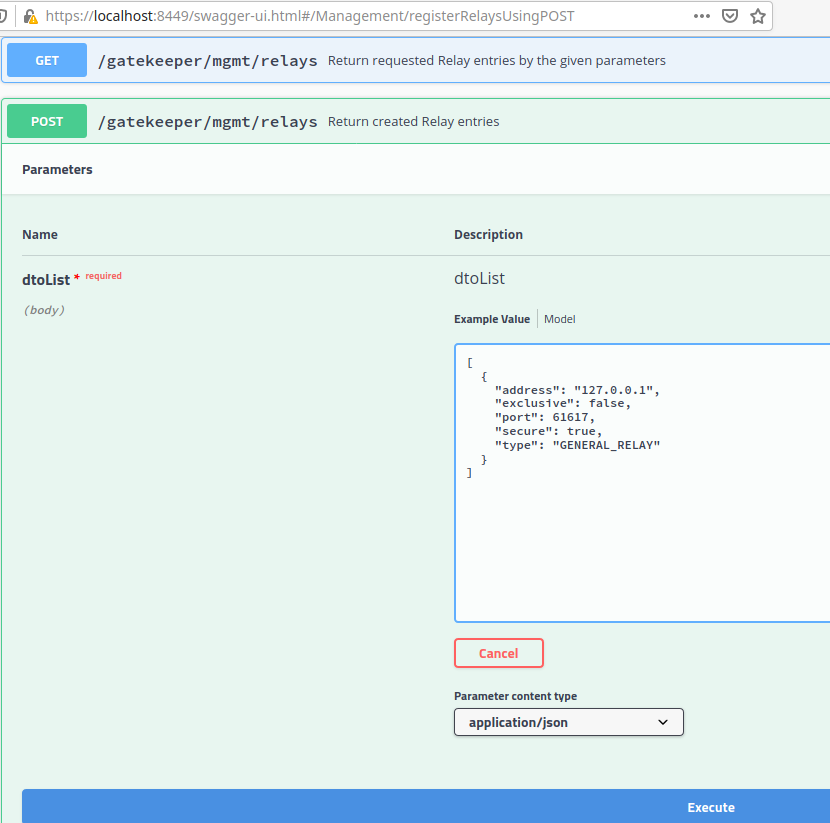 https://localhost:8449/swagger-ui.html#/Management/registerRelaysUsingPOST
GET /gatekeeper/mgmt/relays Return requested Relay entries by the given parameters
POST /gatekeeper/mgmt/relays Return created Relay entries
Parameters
Name Description
dtoList * required dtoList
(body)
Example Value Model
[
{
"address": "127.0.0.1",
"exclusive": false,
"port": 61617,
"secure": true,
"type": "GENERAL_RELAY"
}
]
Cancel
Parameter content type
application/json
Execute